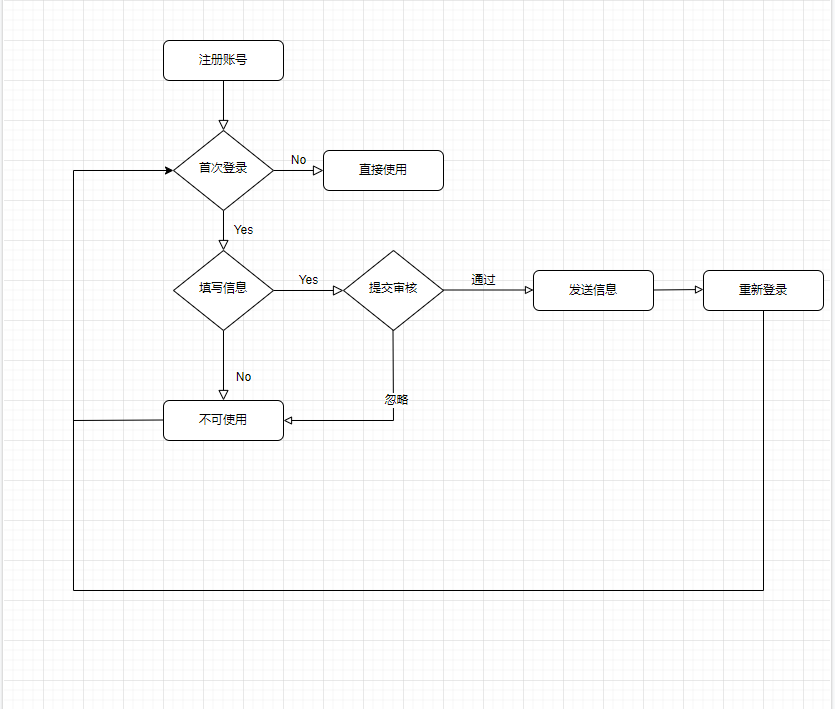 注册账号
首次登录
No
直接使用
Yes
填写信息
Yes
提交审核
通过
发送信息
重新登录
No
忽略
不可使用